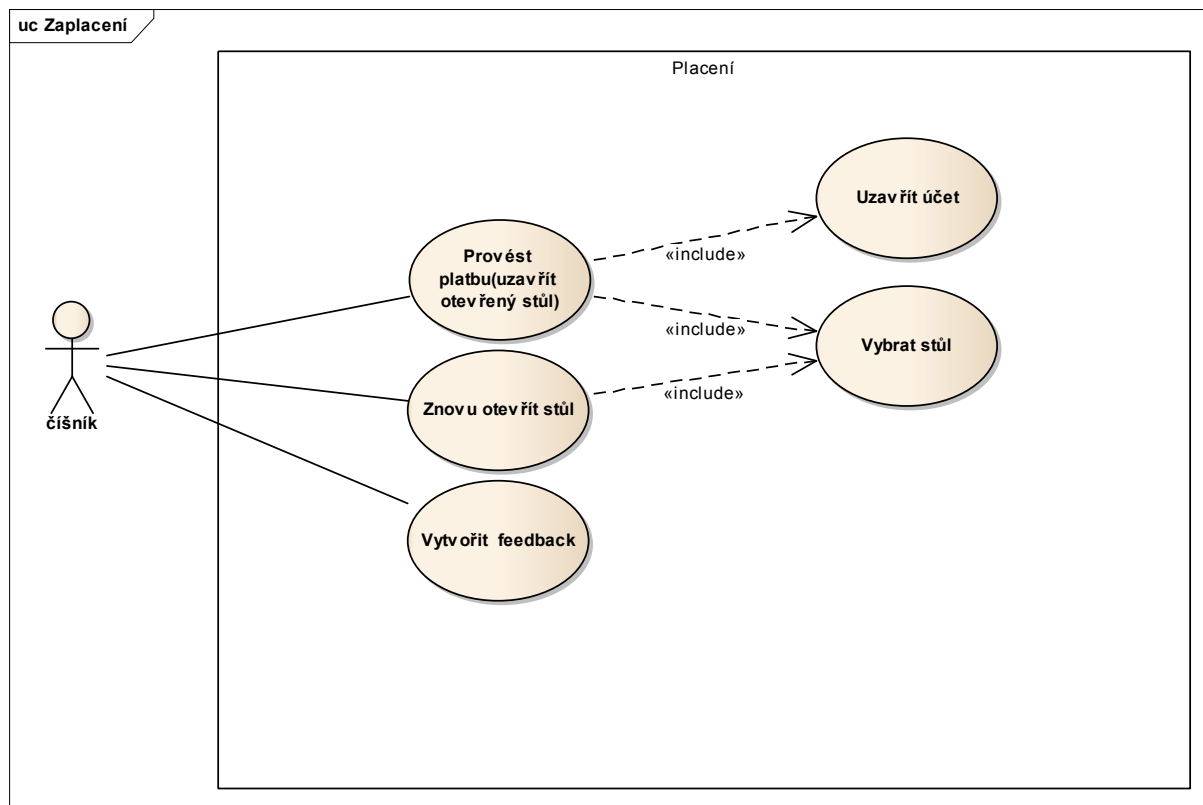 uc Zaplacení
Placení
Uzavřít účet
Provést
platbu(uzavřít
otevřený stůl)
«include»
«include»
Vybrat stůl
«include»
Znovu otevřít stůl
číšník
Vytvořit feedback